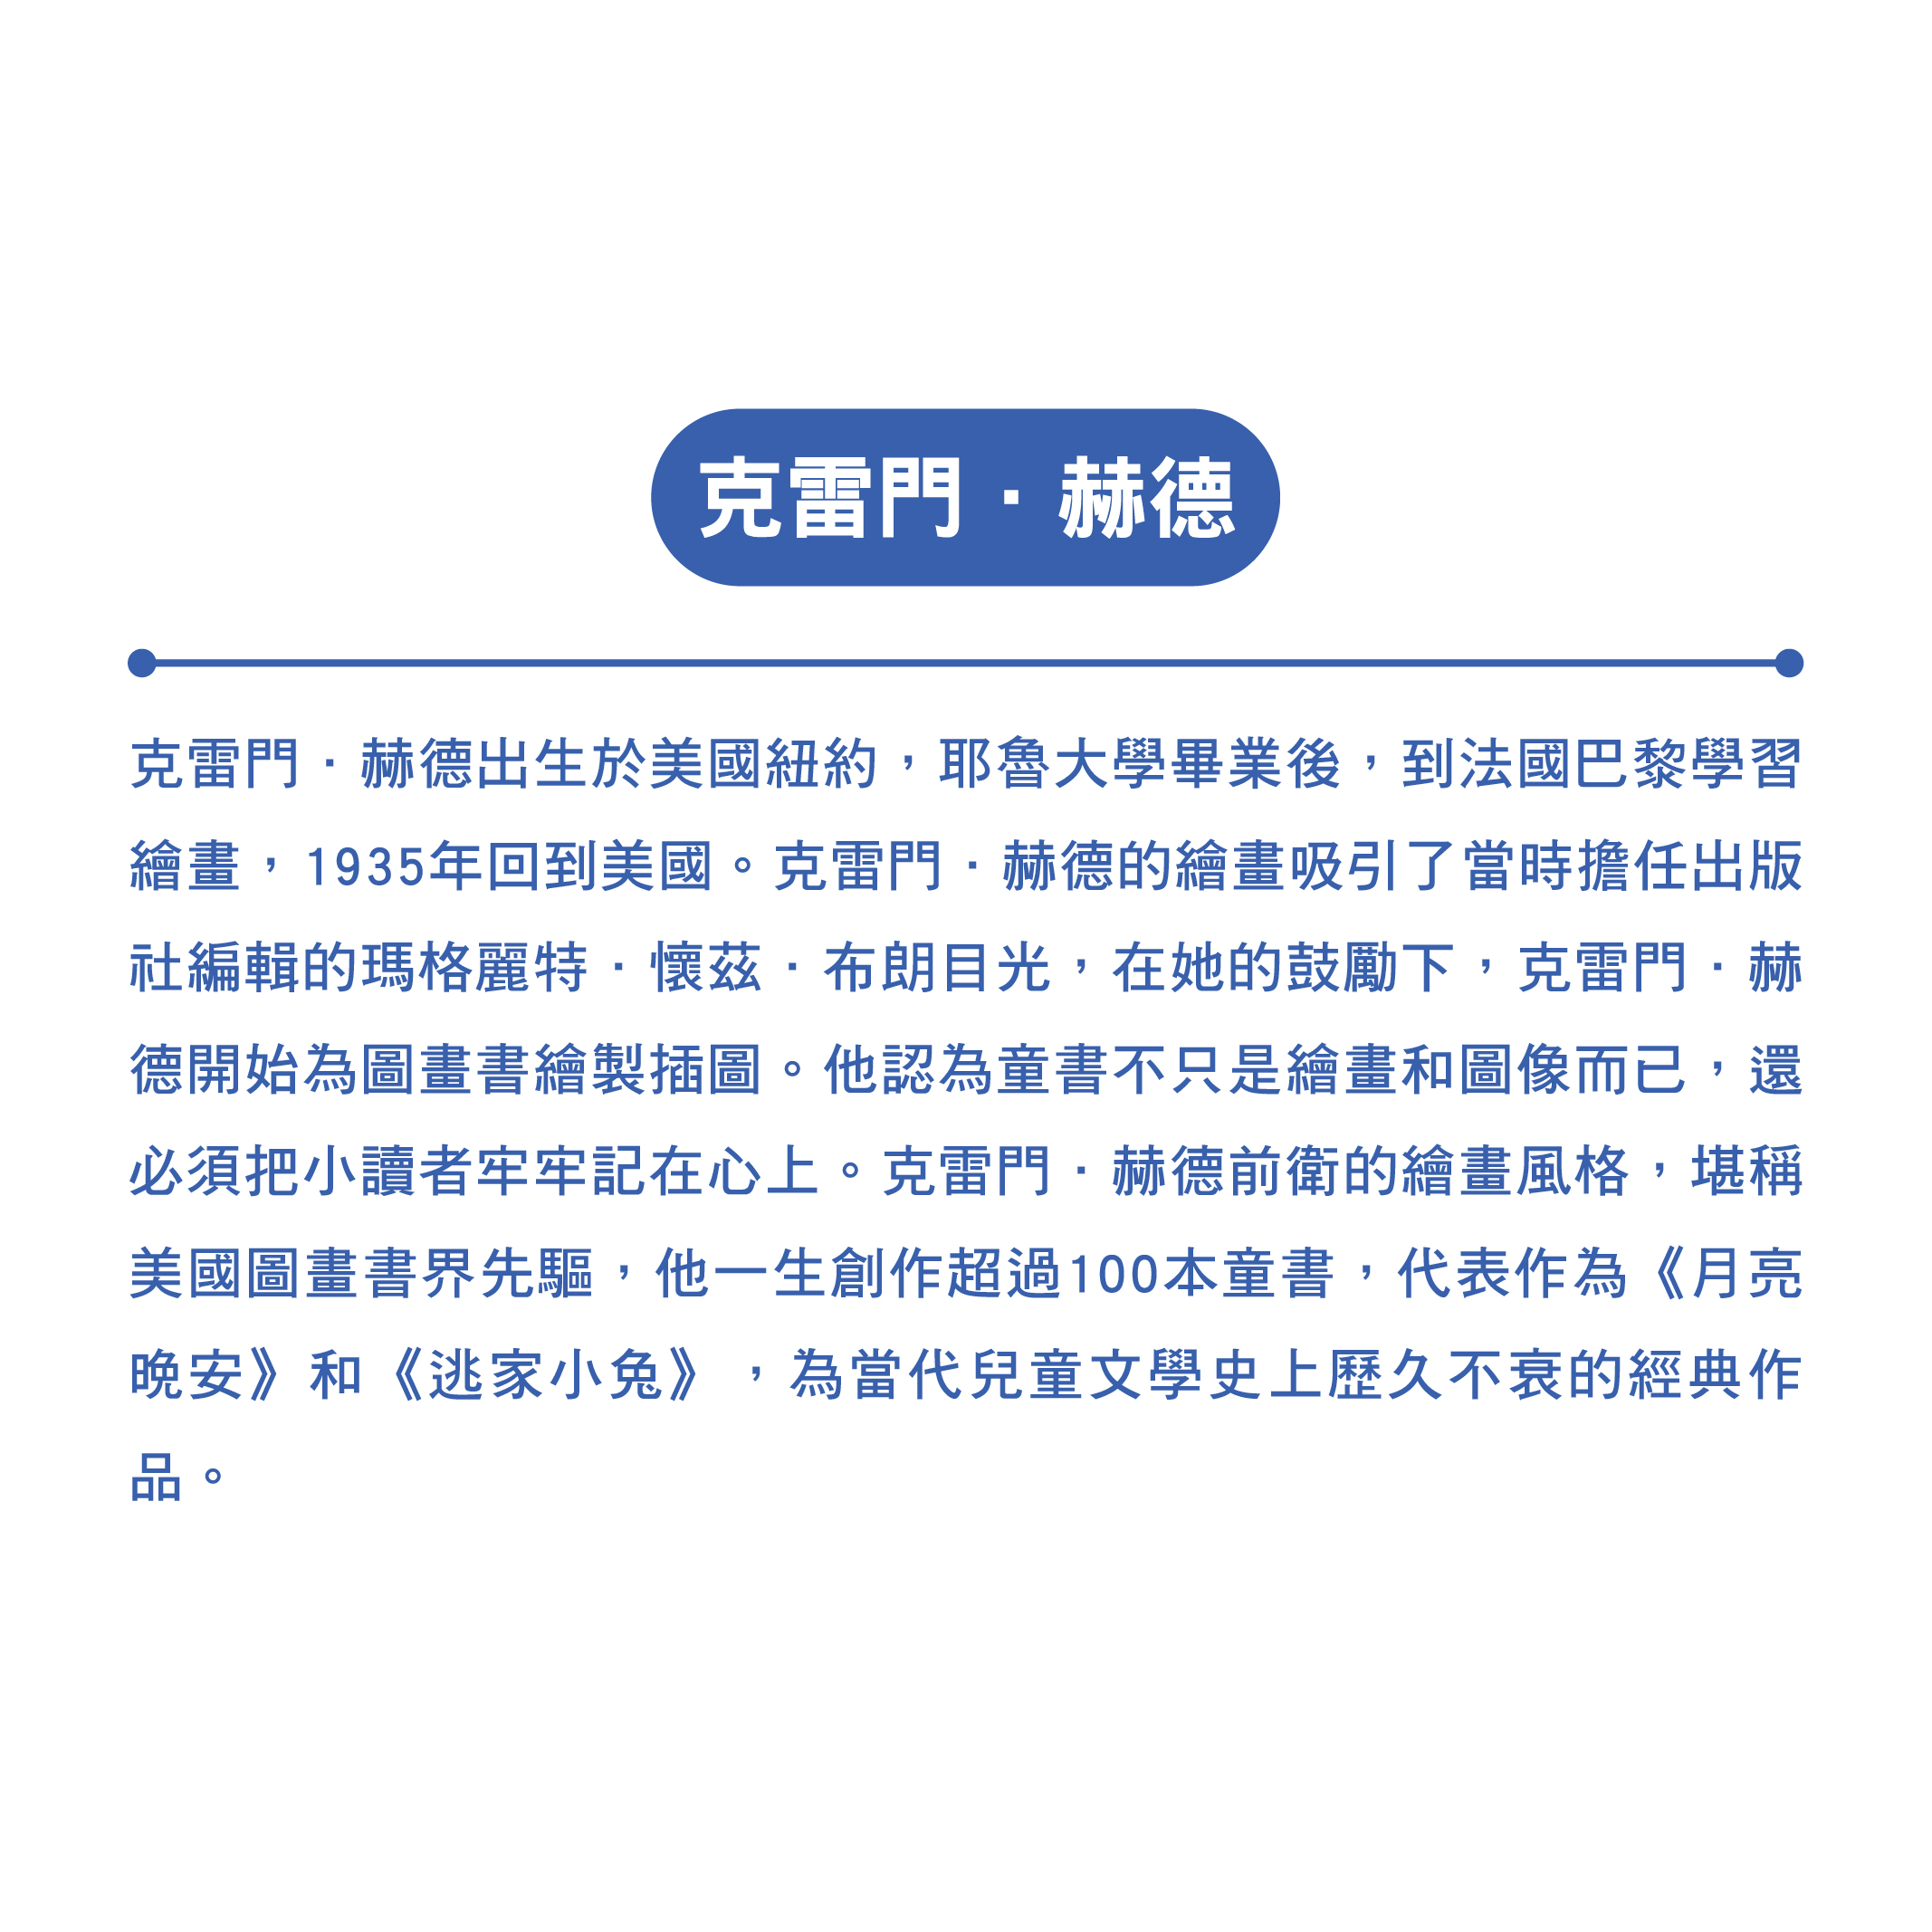 克雷門．赫德
克雷門．赫德出生於美國紐約，耶魯大學畢業後，到法國巴黎學習
繪畫，1935年回到美國。克雷門．赫德的繪畫吸引了當時擔任出版
社編輯的瑪格麗特．懷茲．布朗目光，在她的鼓勵下，克雷門．赫
德開始為圖畫書繪製插圖。他認為童書不只是繪畫和圖像而已，還
必須把小讀者牢牢記在心上。克雷門．赫德前衛的繪畫風格，堪稱
美國圖畫書界先驅，他一生創作超過100本童書，代表作為《月亮
晚安》和《逃家小兔》，為當代兒童文學史上歷久不衰的經典作
品。